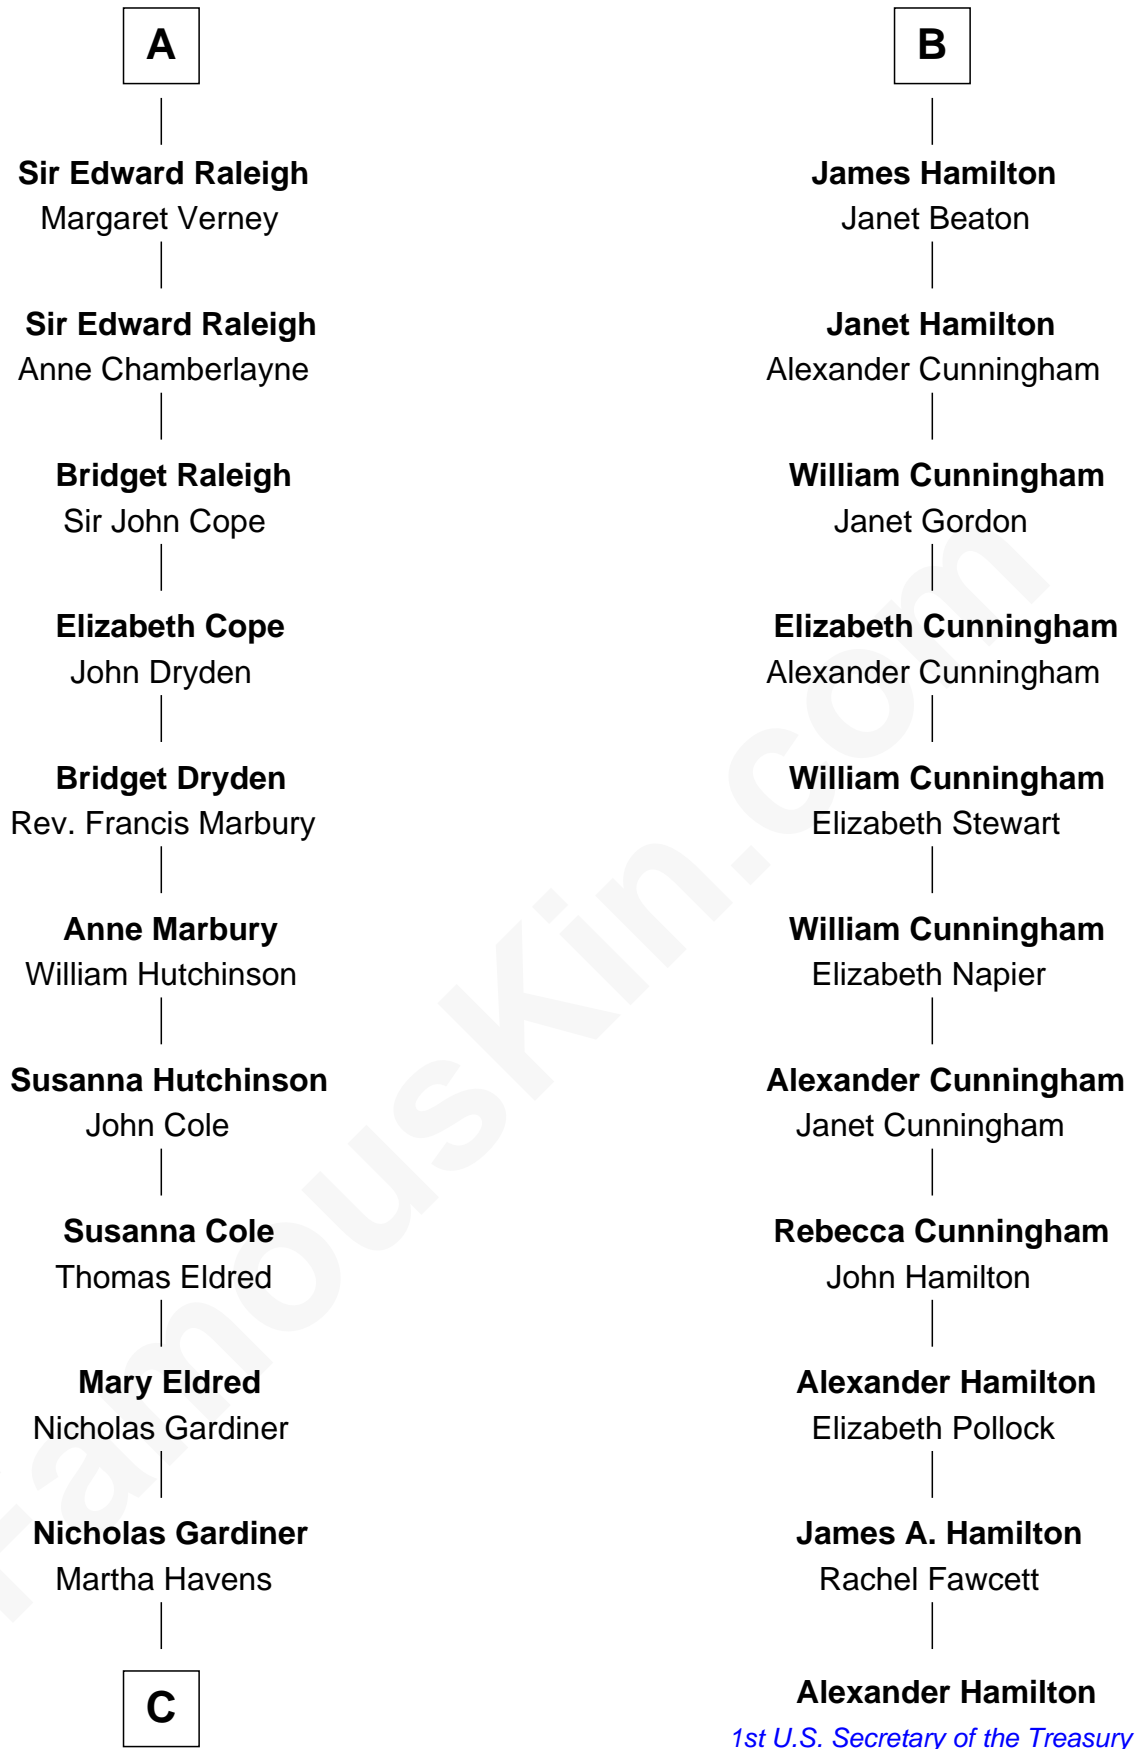 A
Sir Edward Raleigh
Margaret Verney
Sir Edward Raleigh
Anne Chamberlayne
Bridget Raleigh
Sir John Cope
Elizabeth Cope
John Dryden
Bridget Dryden
Rev. Francis Marbury
Anne Marbury
William Hutchinson
Susanna Hutchinson
John Cole
Susanna Cole
Thomas Eldred
Mary Eldred
Nicholas Gardiner
Nicholas Gardiner
Martha Havens
C
B
James Hamilton
Janet Beaton
Janet Hamilton
Alexander Cunningham
William Cunningham
Janet Gordon
Elizabeth Cunningham
Alexander Cunningham
William Cunningham
Elizabeth Stewart
William Cunningham
Elizabeth Napier
Alexander Cunningham
Janet Cunningham
Rebecca Cunningham
John Hamilton
Alexander Hamilton
Elizabeth Pollock
James A. Hamilton
Rachel Fawcett
Alexander Hamilton
1st U.S. Secretary of the Treasury
FamousKin.com